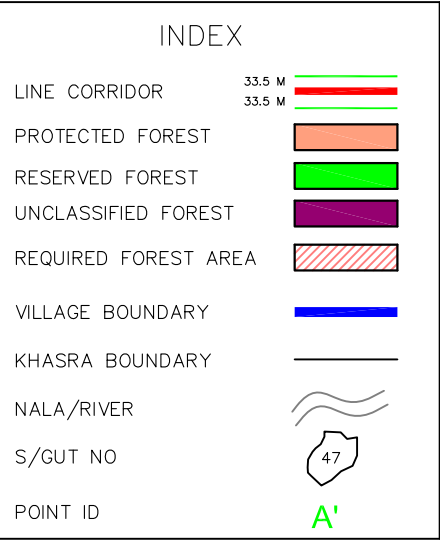 INDEX
33.5 M
LINE CORRIDOR
33.5 M
PROTECTED FOREST
RESERVED FOREST
UNCLASSIFIED FOREST
REQUIRED FOREST AREA
VILLAGE BOUNDARY
KHASRA BOUNDARY
NALA/RIVER
S/GUT NO 47
POINT ID A'